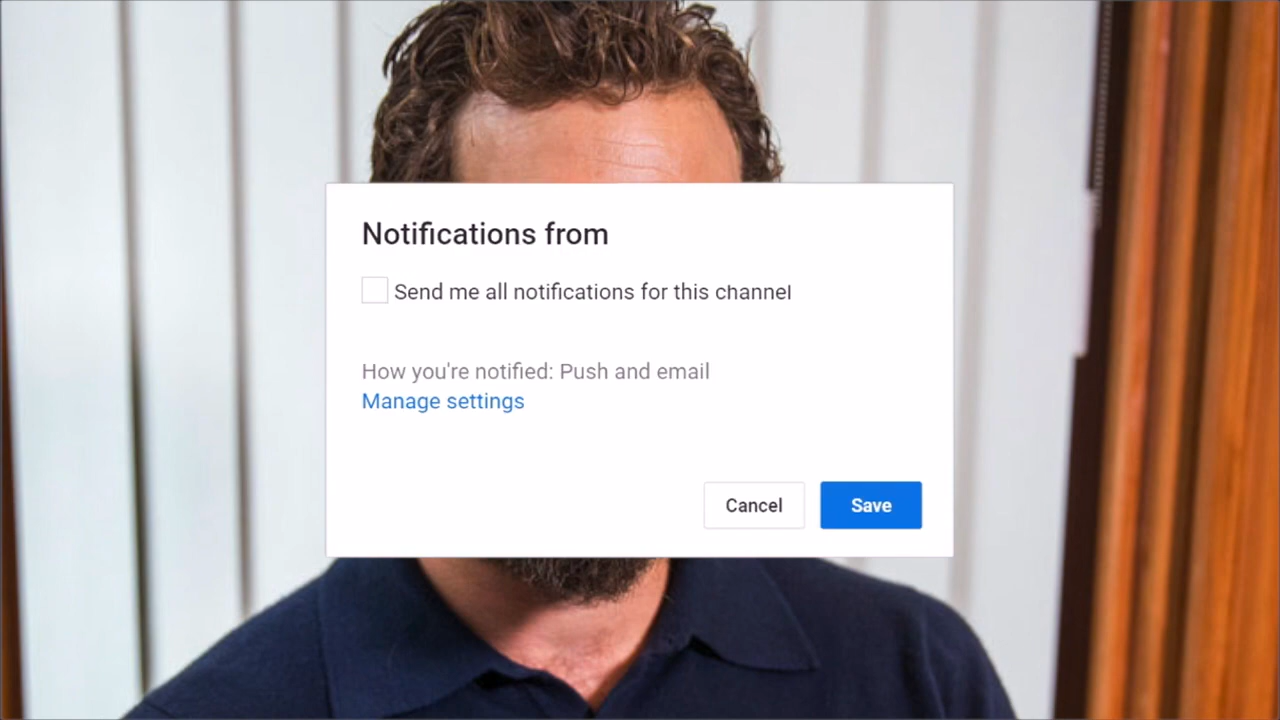 Notifications from
Send me all notifications for this channel
How you're notified: Push and email
Manage settings
Cancel
Save